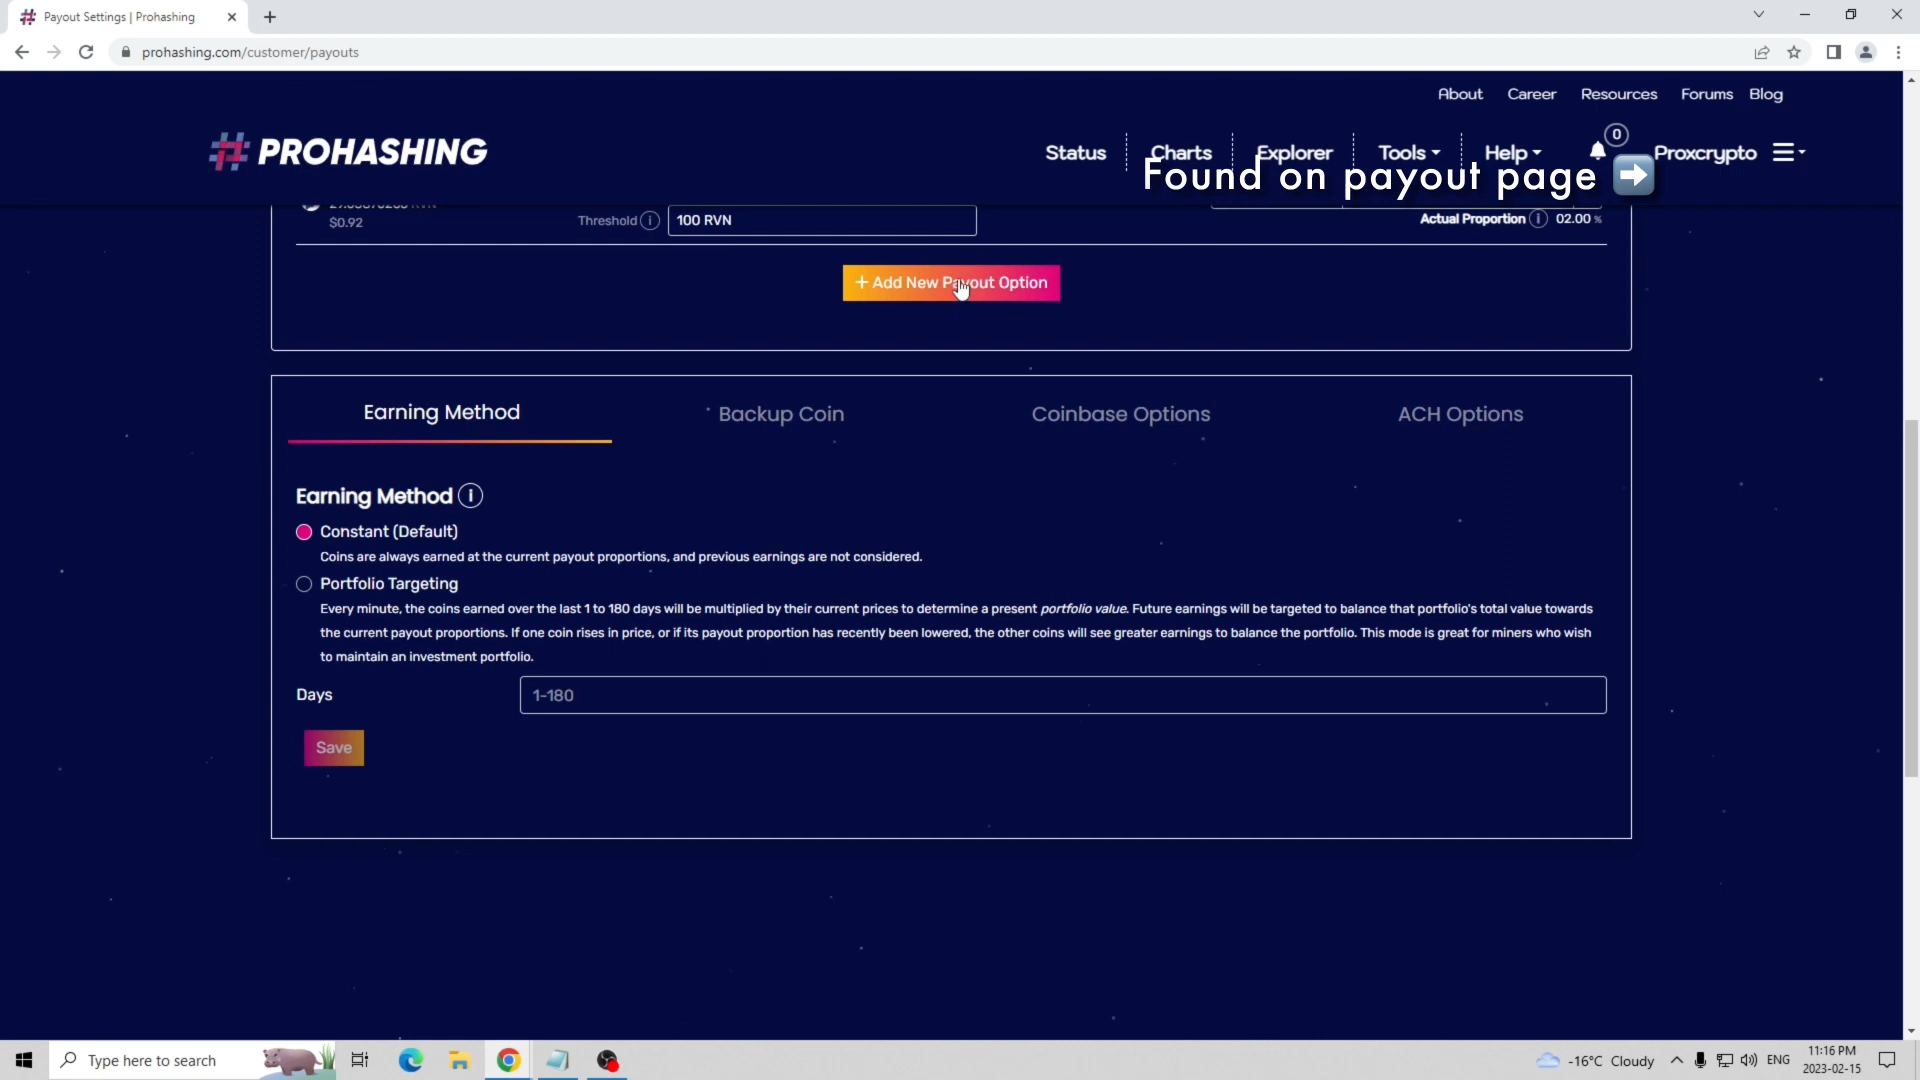 Payout Settings | Prohashing
prohashing.com/customer/payouts
About Career Resources Forums Blog
PROHASHING
Status Charts Explorer Tools Help 0 Proxcrypto
Found on payout page ➡️
$0.92 Threshold 100 RVN Actual Proportion 02.00 %
+ Add New Payout Option
Earning Method Backup Coin Coinbase Options ACH Options
Earning Method
Constant (Default)
Coins are always earned at the current payout proportions, and previous earnings are not considered.
Portfolio Targeting
Every minute, the coins earned over the last 1 to 180 days will be multiplied by their current prices to determine a present portfolio value. Future earnings will be targeted to balance that portfolio's total value towards
the current payout proportions. If one coin rises in price, or if its payout proportion has recently been lowered, the other coins will see greater earnings to balance the portfolio. This mode is great for miners who wish
to maintain an investment portfolio.
Days 1-180
Save
Type here to search
-16°C Cloudy ENG 11:16 PM
2023-02-15